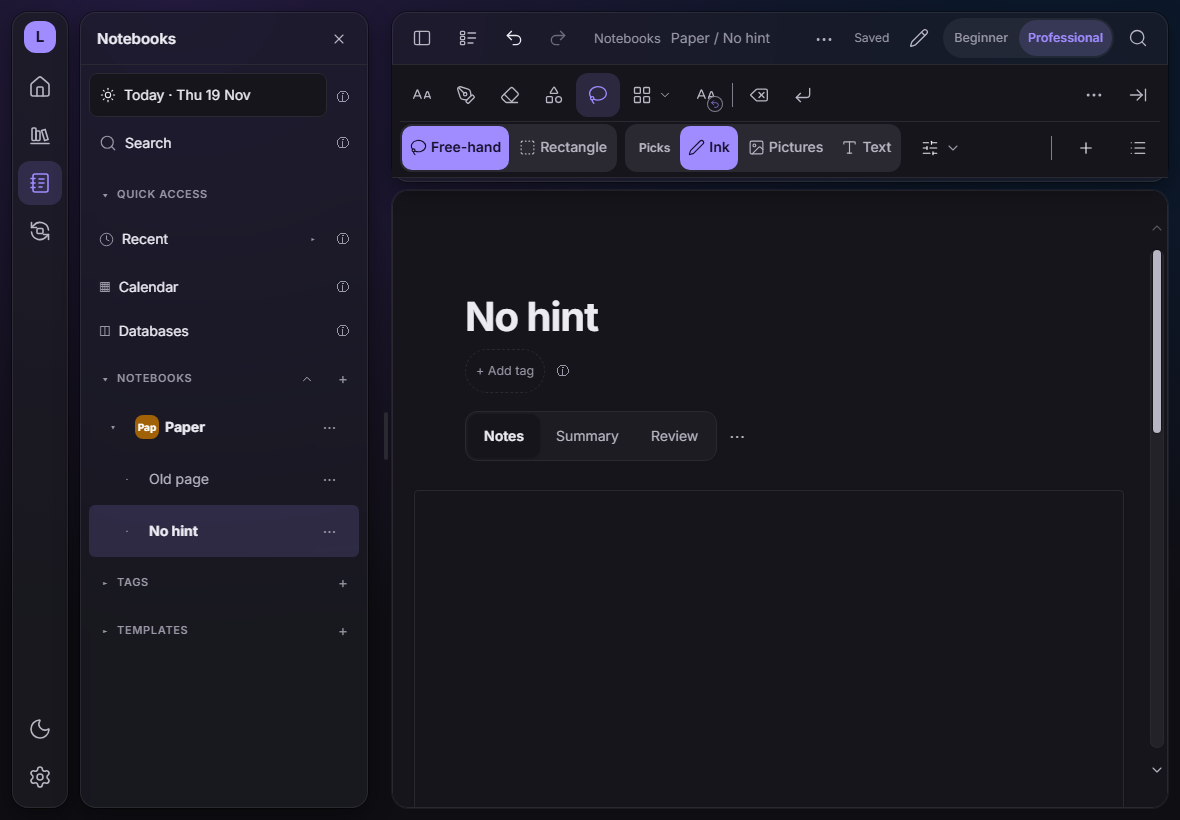 L
Notebooks
Today · Thu 19 Nov
Search
QUICK ACCESS
Recent
Calendar
Databases
NOTEBOOKS
Pap Paper
Old page
No hint
TAGS
TEMPLATES
Notebooks Paper / No hint
Saved
Beginner Professional
AA
AA
Free-hand Rectangle Picks Ink Pictures Text
No hint
+ Add tag
Notes Summary Review